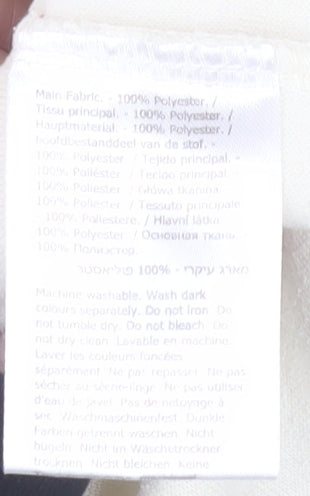 Main Fabric. - 100% Polyester. /
Tissu principal. - 100% Polyester. /
Hauptmaterial. - 100% Polyester. /
hoofdbestanddeel van de stof. -
100% Polyester. / Tejido principal. -
100% Poliéster. / Tecido principal.
100% Poliéster. / Główna tkanina.
100% Poliester. / Tessuto principale
- 100% Poliestere. / Hlavní látka
100% Polyester. / Основная ткань.
100% Полиэстер.
מארג עיקרי - 100% פוליאסטר
Machine washable. Wash dark
colours separately. Do not iron. Do
not tumble dry. Do not bleach. Do
not dry clean. Lavable en machine.
Laver les couleurs foncées
séparément. Ne pas repasser. Ne pas
sécher au sèche-linge. Ne pas utiliser
d'eau de javel. Pas de nettoyage à
sec. Waschmaschinenfest. Dunkle
Farben getrennt waschen. Nicht
bügeln. Nicht im Wäschetrockner
trocknen. Nicht bleichen. Keine